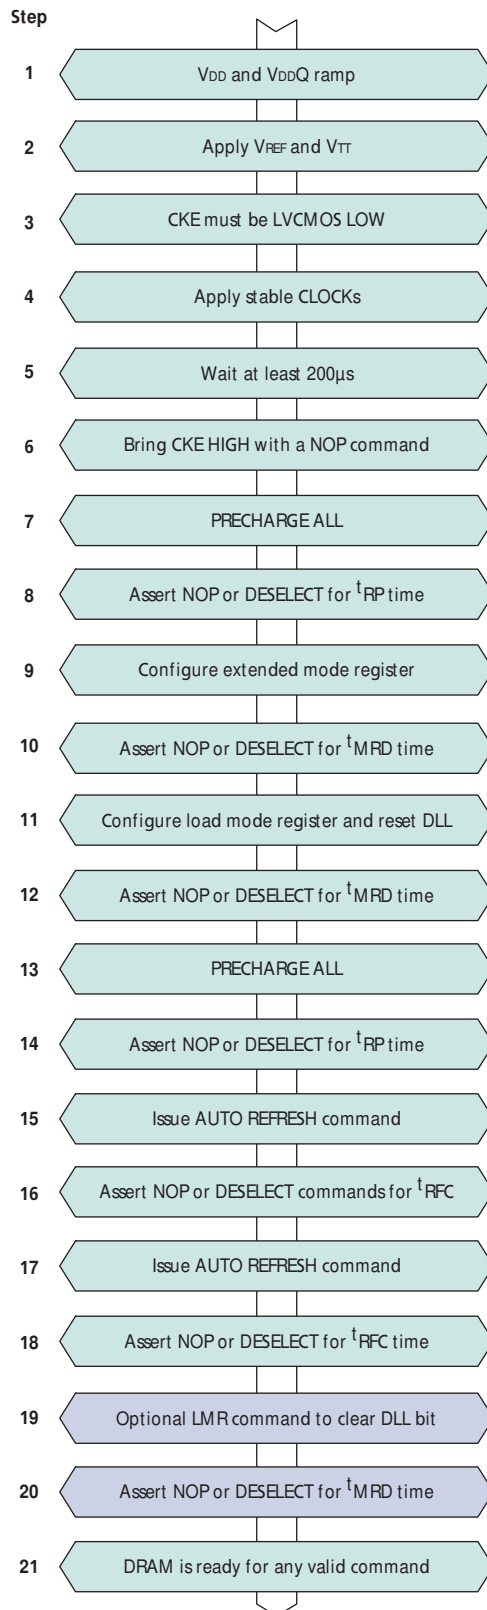 Step
1 VDD and VDDQ ramp
2 Apply VREF and VTT
3 CKE must be LVCMOS LOW
4 Apply stable CLOCKs
5 Wait at least 200µs
6 Bring CKE HIGH with a NOP command
7 PRECHARGE ALL
8 Assert NOP or DESELECT for tRP time
9 Configure extended mode register
10 Assert NOP or DESELECT for tMRD time
11 Configure load mode register and reset DLL
12 Assert NOP or DESELECT for tMRD time
13 PRECHARGE ALL
14 Assert NOP or DESELECT for tRP time
15 Issue AUTO REFRESH command
16 Assert NOP or DESELECT commands for tRFC
17 Issue AUTO REFRESH command
18 Assert NOP or DESELECT for tRFC time
19 Optional LMR command to clear DLL bit
20 Assert NOP or DESELECT for tMRD time
21 DRAM is ready for any valid command